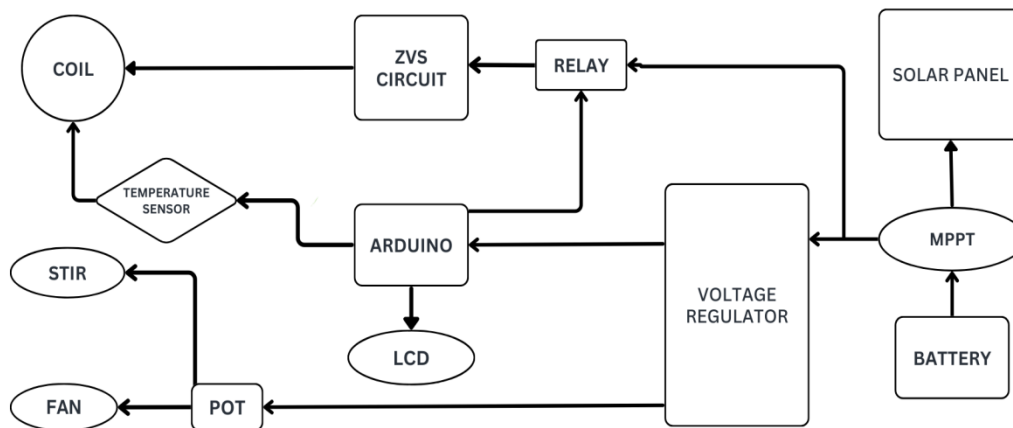 COIL
ZVS
CIRCUIT
RELAY
SOLAR PANEL
TEMPERATURE
SENSOR
ARDUINO
MPPT
STIR
VOLTAGE
REGULATOR
LCD
BATTERY
FAN
POT